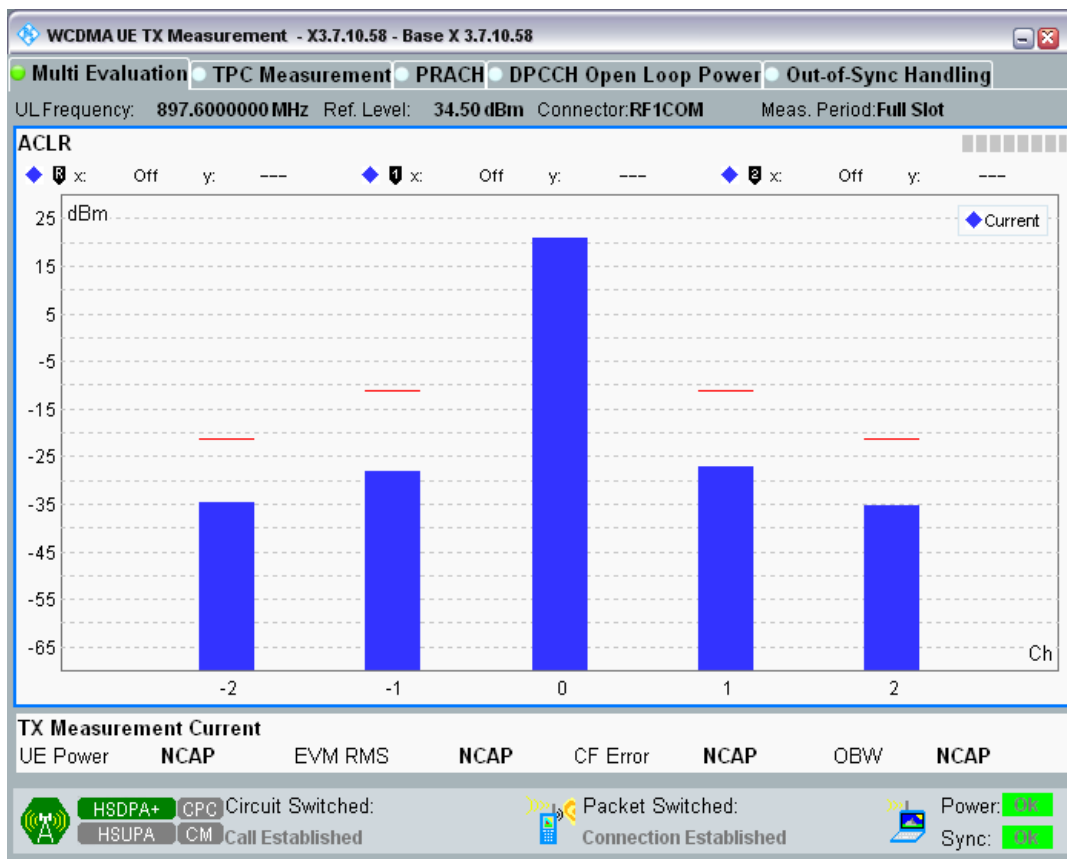 WCDMA UE TX Measurement - X3.7.10.58 - Base X 3.7.10.58
Multi Evaluation TPC Measurement PRACH DPCCH Open Loop Power Out-of-Sync Handling
UL Frequency: 897.6000000 MHz Ref. Level: 34.50 dBm Connector:RF1COM Meas. Period:Full Slot
ACLR
R x: Off y: --- 1 x: Off y: --- 2 x: Off y: ---
dBm
Current
25
15
5
-5
-15
-25
-35
-45
-55
-65
Ch
-2 -1 0 1 2
TX Measurement Current
UE Power NCAP EVM RMS NCAP CF Error NCAP OBW NCAP
HSDPA+ CPC Circuit Switched: Packet Switched: Power: OK
HSUPA CM Call Established Connection Established Sync: OK